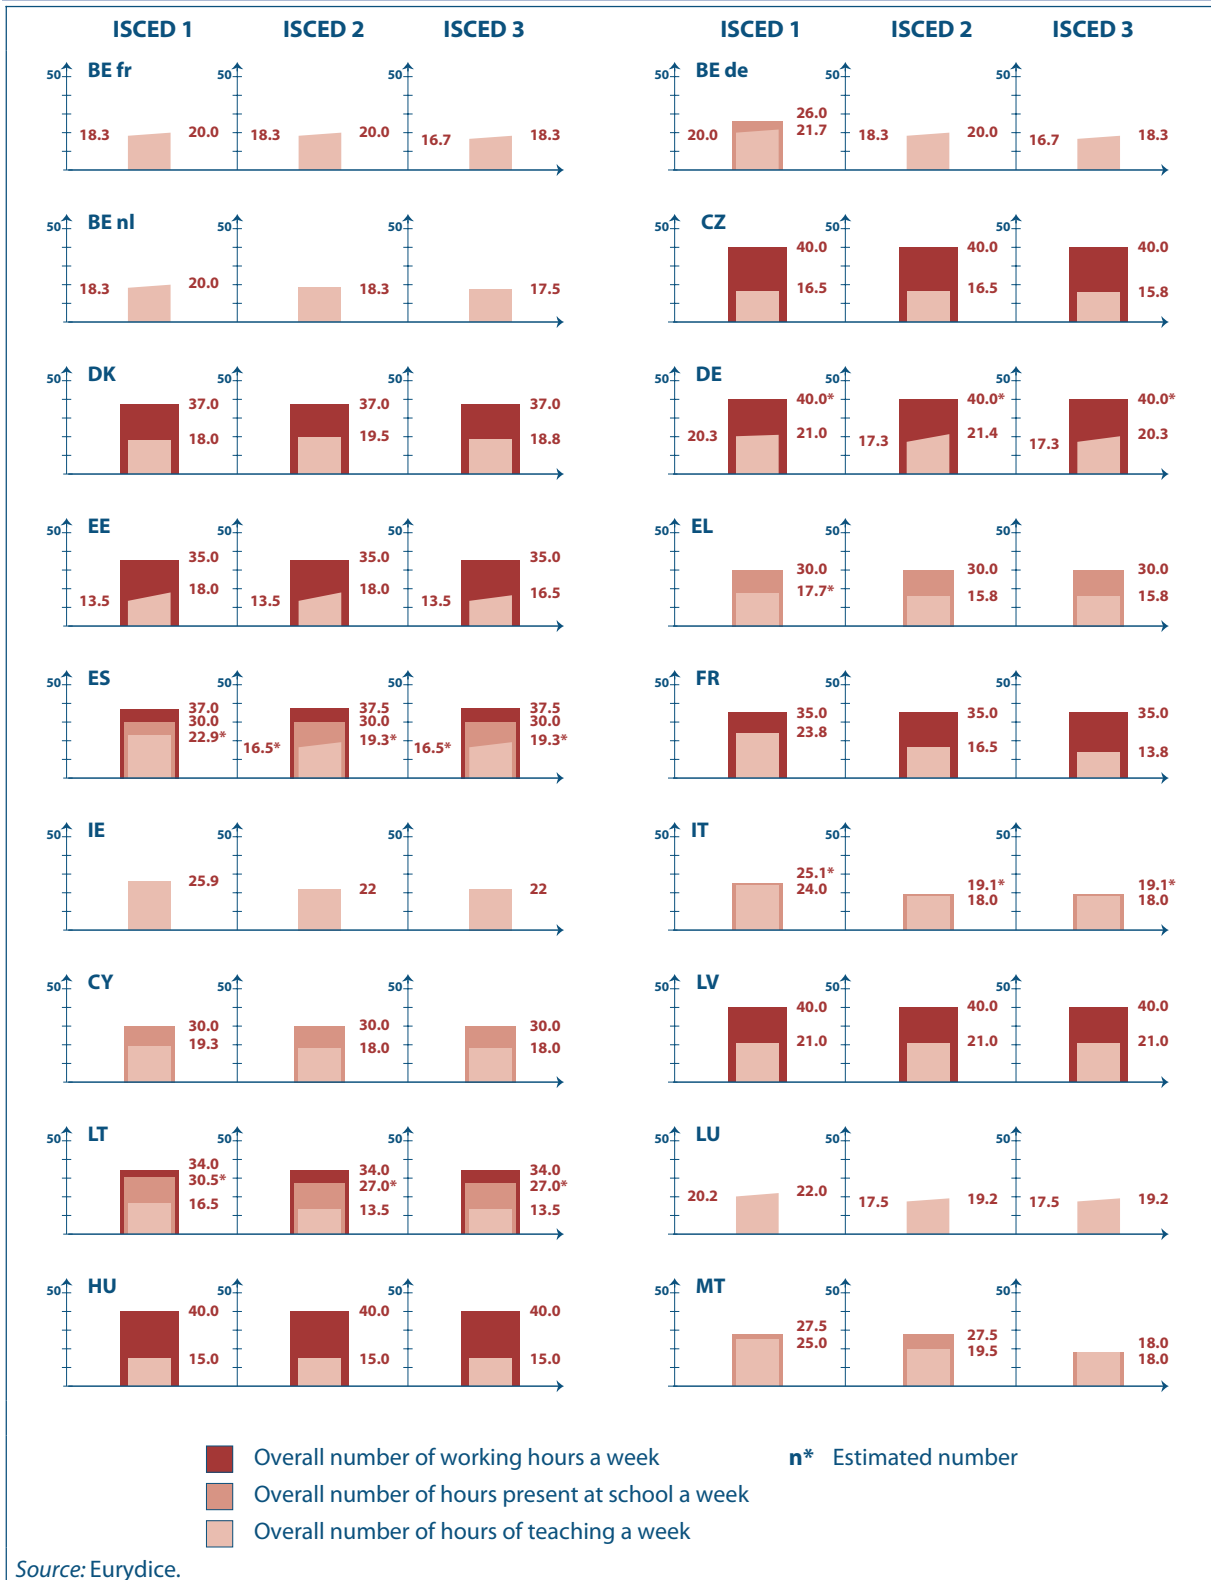 ISCED 1 ISCED 2 ISCED 3 ISCED 1 ISCED 2 ISCED 3
BE fr
50 50 50
18.3 20.0 18.3 20.0 16.7 18.3
BE de
50 50 50
26.0
20.0 21.7 18.3 20.0 16.7 18.3
BE nl
50 50 50
18.3 20.0 18.3 17.5
CZ
50 50 50
40.0 40.0 40.0
16.5 16.5 15.8
DK
50 50 50
37.0 37.0 37.0
18.0 19.5 18.8
DE
50 50 50
40.0* 40.0* 40.0*
20.3 21.0 17.3 21.4 17.3 20.3
EE
50 50 50
35.0 35.0 35.0
13.5 18.0 13.5 18.0 13.5 16.5
EL
50 50 50
30.0 30.0 30.0
17.7* 15.8 15.8
ES
50 50 50
37.0 37.5 37.5
30.0 30.0 30.0
22.9* 16.5* 19.3* 16.5* 19.3*
FR
50 50 50
35.0 35.0 35.0
23.8 16.5 13.8
IE
50 50 50
25.9 22 22
IT
50 50 50
25.1* 19.1* 19.1*
24.0 18.0 18.0
CY
50 50 50
30.0 30.0 30.0
19.3 18.0 18.0
LV
50 50 50
40.0 40.0 40.0
21.0 21.0 21.0
LT
50 50 50
34.0 34.0 34.0
30.5* 27.0* 27.0*
16.5 13.5 13.5
LU
50 50 50
20.2 22.0 17.5 19.2 17.5 19.2
HU
50 50 50
40.0 40.0 40.0
15.0 15.0 15.0
MT
50 50 50
27.5 27.5 18.0
25.0 19.5 18.0
Overall number of working hours a week n* Estimated number
Overall number of hours present at school a week
Overall number of hours of teaching a week
Source: Eurydice.